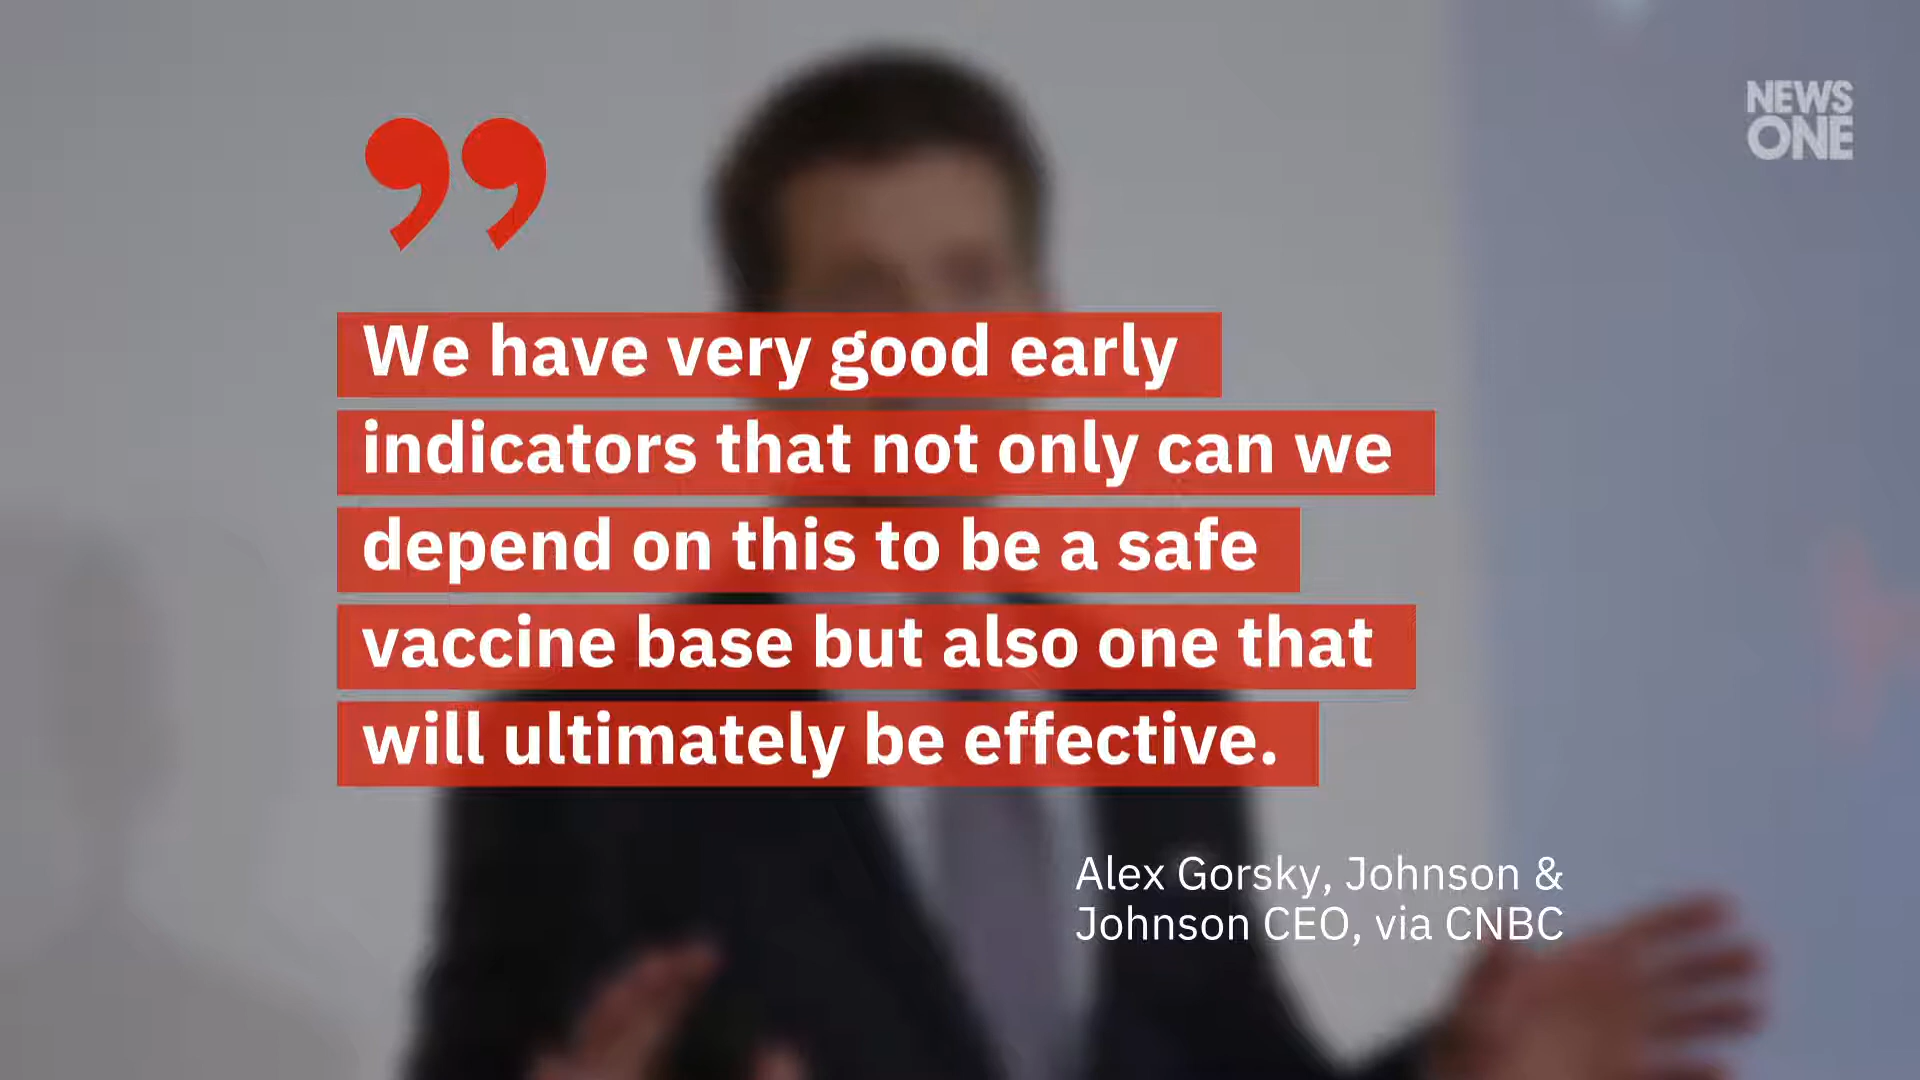 NEWS
ONE
”
We have very good early
indicators that not only can we
depend on this to be a safe
vaccine base but also one that
will ultimately be effective.
Alex Gorsky, Johnson &
Johnson CEO, via CNBC